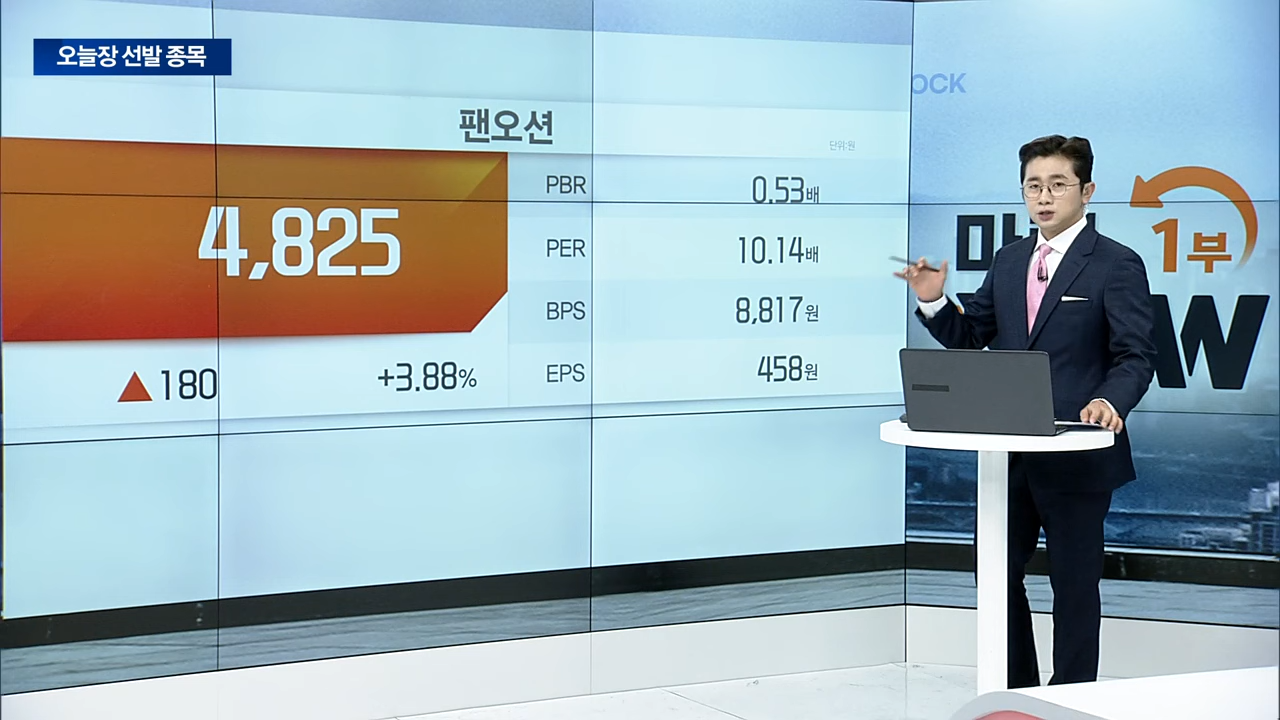 오늘장 선발 종목
팬오션
단위:원
4,825
▲180 +3.88%
PBR 0.53배
PER 10.14배
BPS 8,817원
EPS 458원
OCK
1부